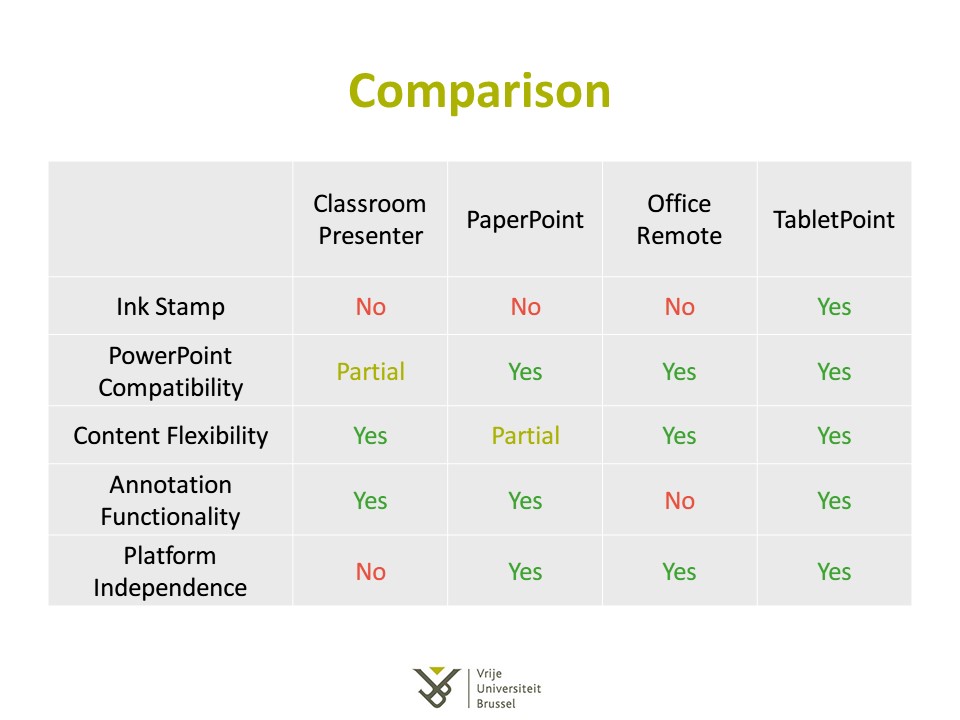 Comparison
Classroom Presenter PaperPoint Office Remote TabletPoint
Ink Stamp No No No Yes
PowerPoint Compatibility Partial Yes Yes Yes
Content Flexibility Yes Partial Yes Yes
Annotation Functionality Yes Yes No Yes
Platform Independence No Yes Yes Yes
Vrije
Universiteit
Brussel